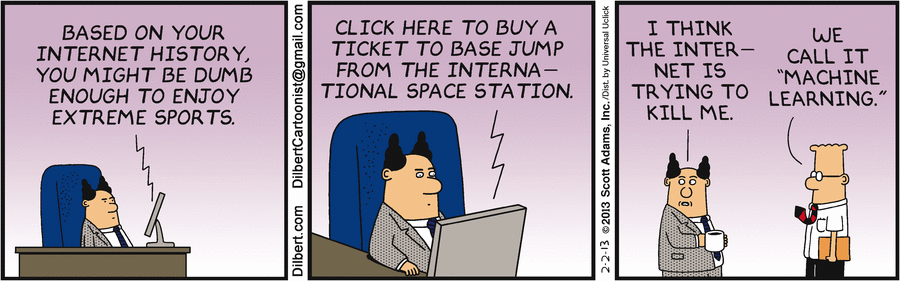 BASED ON YOUR
INTERNET HISTORY,
YOU MIGHT BE DUMB
ENOUGH TO ENJOY
EXTREME SPORTS.
Dilbert.com DilbertCartoonist@gmail.com
CLICK HERE TO BUY A
TICKET TO BASE JUMP
FROM THE INTERNA–
TIONAL SPACE STATION.
2-2-13 ©2013 Scott Adams, Inc. /Dist. by Universal Uclick
I THINK
THE INTER–
NET IS
TRYING TO
KILL ME.
WE
CALL IT
“MACHINE
LEARNING.”